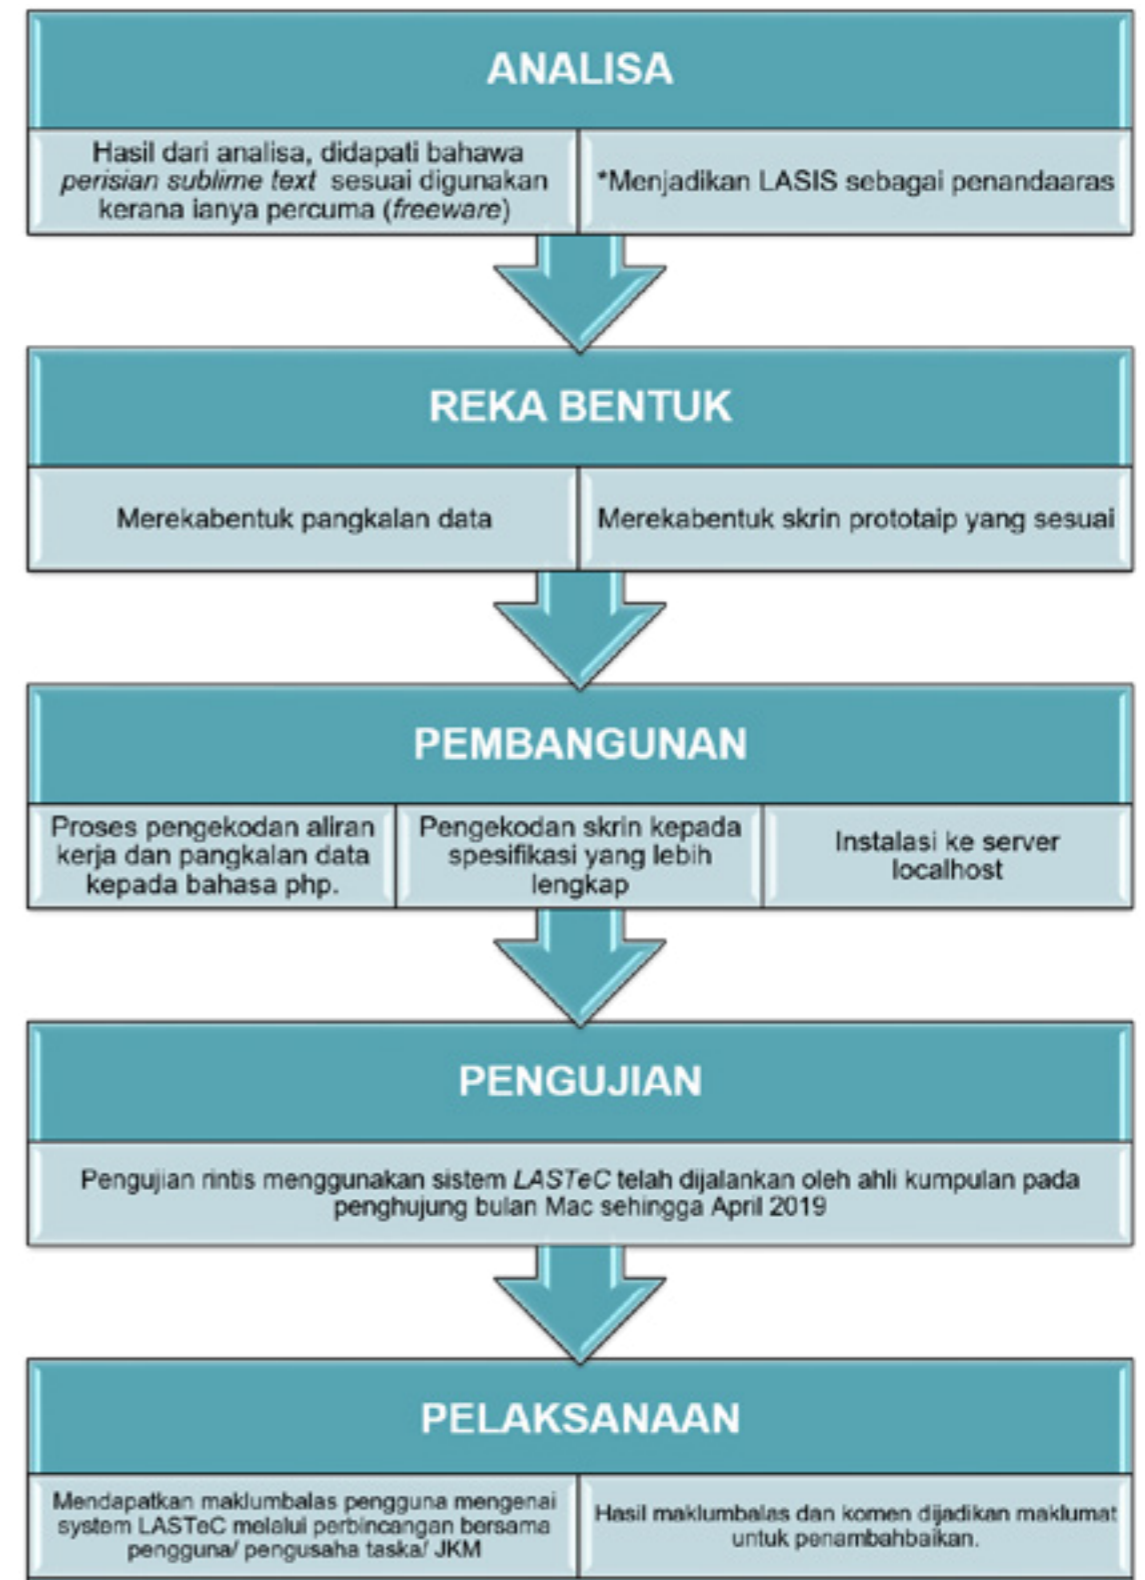 ANALISA
Hasil dari analisa, didapati bahawa
perisian sublime text sesuai digunakan
kerana ianya percuma (freeware)
*Menjadikan LASIS sebagai penandaaras
REKA BENTUK
Merekabentuk pangkalan data
Merekabentuk skrin prototaip yang sesuai
PEMBANGUNAN
Proses pengekodan aliran
kerja dan pangkalan data
kepada bahasa php.
Pengekodan skrin kepada
spesifikasi yang lebih
lengkap
Instalasi ke server
localhost
PENGUJIAN
Pengujian rintis menggunakan sistem LASTeC telah dijalankan oleh ahli kumpulan pada
penghujung bulan Mac sehingga April 2019
PELAKSANAAN
Mendapatkan maklumbalas pengguna mengenai
system LASTeC melalui perbincangan bersama
pengguna/ pengusaha taska/ JKM
Hasil maklumbalas dan komen dijadikan maklumat
untuk penambahbaikan.